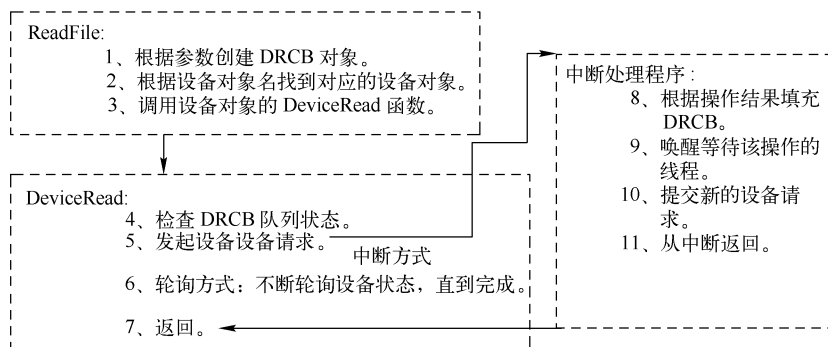 ReadFile:
1、根据参数创建 DRCB 对象。
2、根据设备对象名找到对应的设备对象。
3、调用设备对象的 DeviceRead 函数。
DeviceRead:
4、检查 DRCB 队列状态。
5、发起设备设备请求。
中断方式
6、轮询方式：不断轮询设备状态，直到完成。
7、返回。
中断处理程序：
8、根据操作结果填充
DRCB。
9、唤醒等待该操作的
线程。
10、提交新的设备请
求。
11、从中断返回。